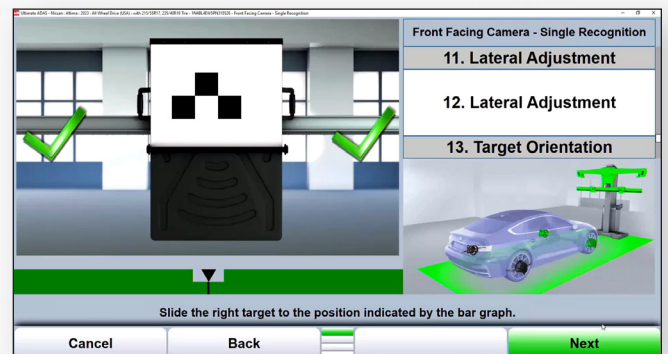 Ultimate ADAS - Nissan : Altima : 2023 - All Wheel Drive (USA) : with 215/55R17, 235/40R19 Tire - 1N4BL4EW5PN310526 - Front Facing Camera - Single Recognition
Front Facing Camera - Single Recognition
11. Lateral Adjustment
12. Lateral Adjustment
13. Target Orientation
Slide the right target to the position indicated by the bar graph.
Cancel
Back
Next